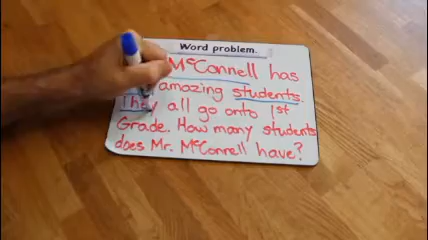 Word problem.
McConnell has
amazing students.
They all go onto 1st
Grade. How many students
does Mr. McConnell have?